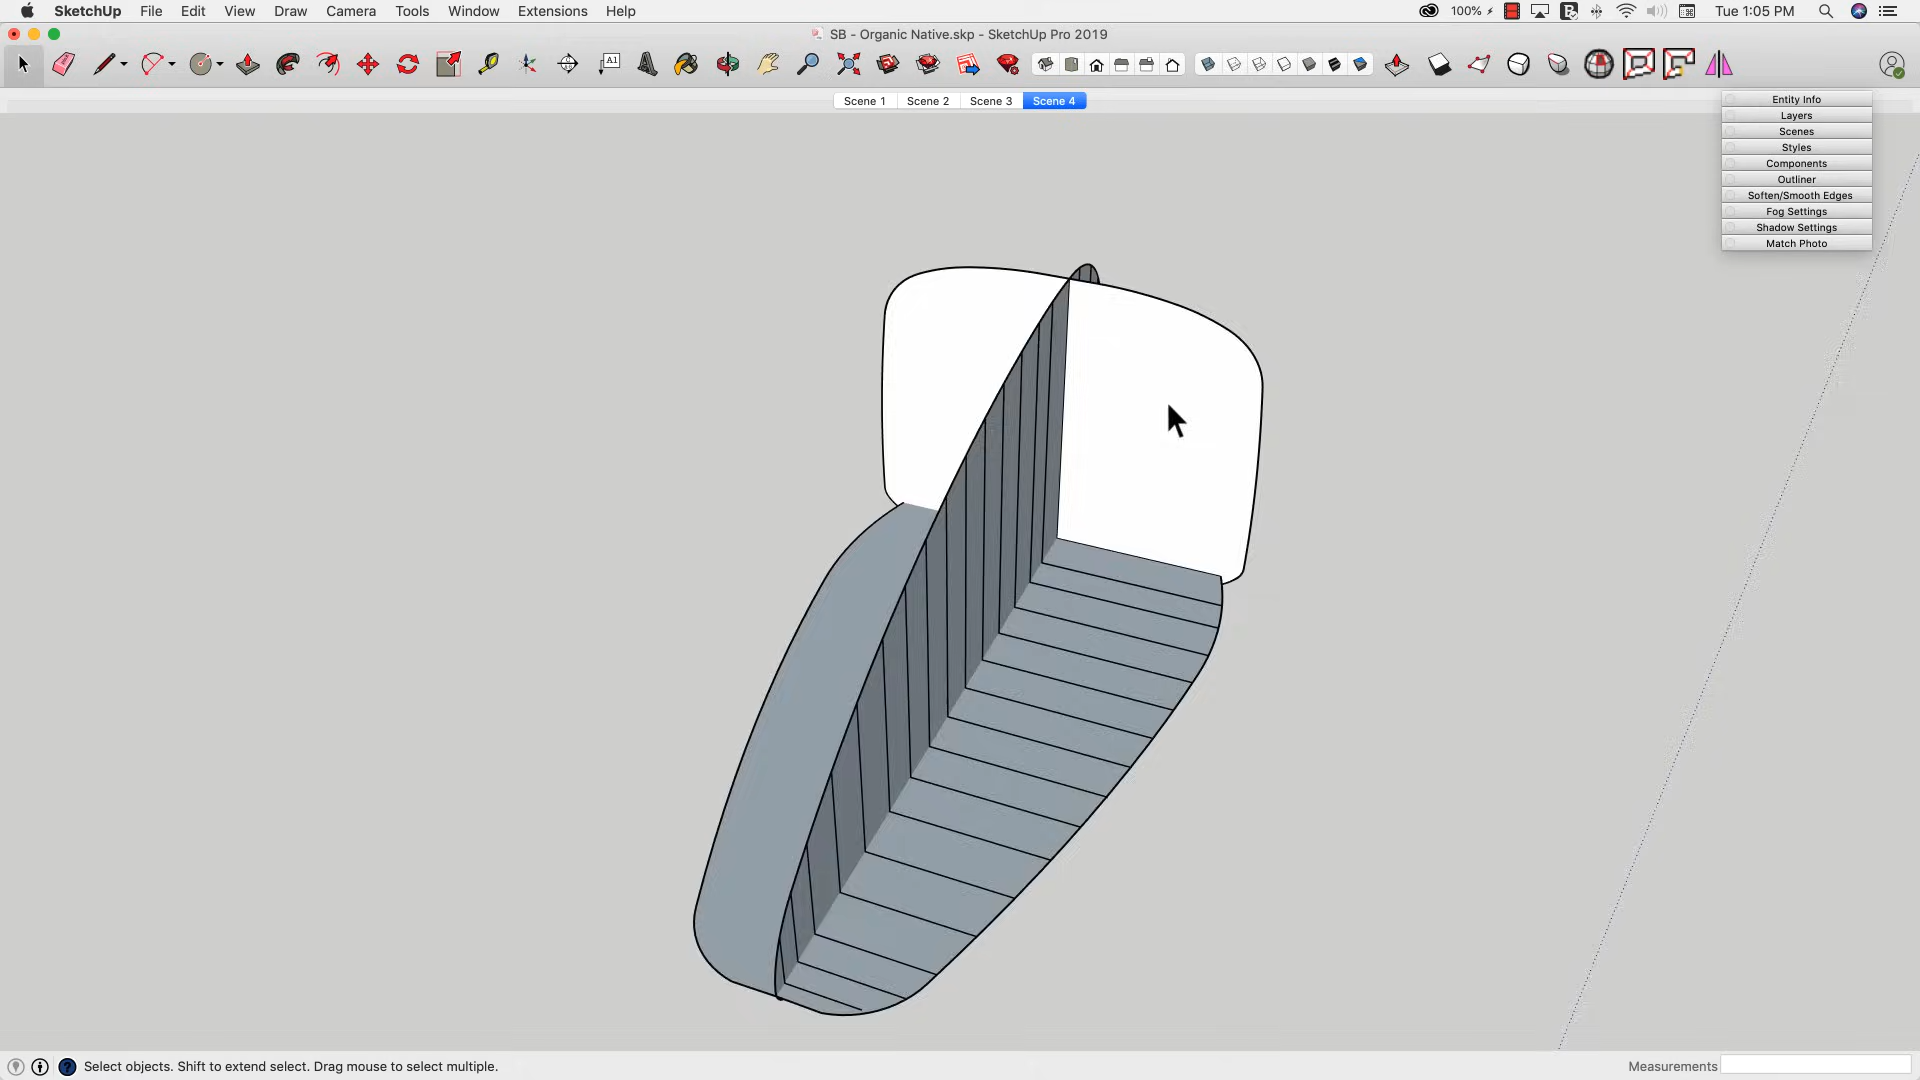 SketchUp File Edit View Draw Camera Tools Window Extensions Help 100% Tue 1:05 PM
SB - Organic Native.skp - SketchUp Pro 2019
A1
Scene 1 Scene 2 Scene 3 Scene 4
Entity Info
Layers
Scenes
Styles
Components
Outliner
Soften/Smooth Edges
Fog Settings
Shadow Settings
Match Photo
Select objects. Shift to extend select. Drag mouse to select multiple.
Measurements